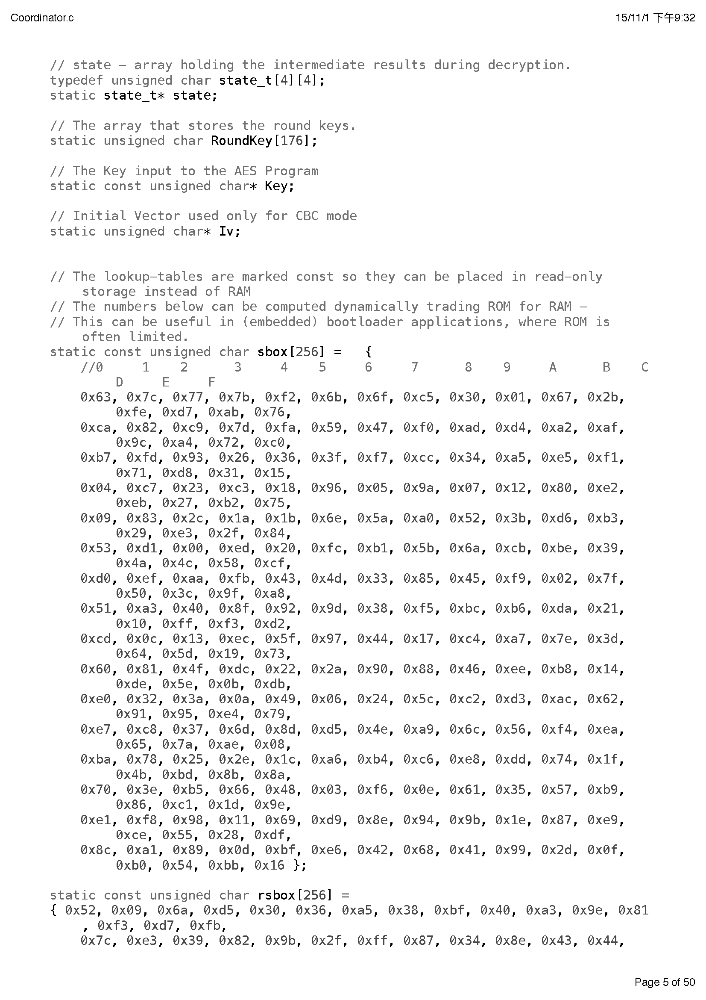 Coordinator.c
15/11/1 下午9:32
// state – array holding the intermediate results during decryption.
typedef unsigned char state_t[4][4];
static state_t* state;
// The array that stores the round keys.
static unsigned char RoundKey[176];
// The Key input to the AES Program
static const unsigned char* Key;
// Initial Vector used only for CBC mode
static unsigned char* Iv;
// The lookup–tables are marked const so they can be placed in read–only
storage instead of RAM
// The numbers below can be computed dynamically trading ROM for RAM –
// This can be useful in (embedded) bootloader applications, where ROM is
often limited.
static const unsigned char sbox[256] =   {
//0     1    2      3     4    5     6     7      8    9     A      B    C
D     E     F
0x63, 0x7c, 0x77, 0x7b, 0xf2, 0x6b, 0x6f, 0xc5, 0x30, 0x01, 0x67, 0x2b,
0xfe, 0xd7, 0xab, 0x76,
0xca, 0x82, 0xc9, 0x7d, 0xfa, 0x59, 0x47, 0xf0, 0xad, 0xd4, 0xa2, 0xaf,
0x9c, 0xa4, 0x72, 0xc0,
0xb7, 0xfd, 0x93, 0x26, 0x36, 0x3f, 0xf7, 0xcc, 0x34, 0xa5, 0xe5, 0xf1,
0x71, 0xd8, 0x31, 0x15,
0x04, 0xc7, 0x23, 0xc3, 0x18, 0x96, 0x05, 0x9a, 0x07, 0x12, 0x80, 0xe2,
0xeb, 0x27, 0xb2, 0x75,
0x09, 0x83, 0x2c, 0x1a, 0x1b, 0x6e, 0x5a, 0xa0, 0x52, 0x3b, 0xd6, 0xb3,
0x29, 0xe3, 0x2f, 0x84,
0x53, 0xd1, 0x00, 0xed, 0x20, 0xfc, 0xb1, 0x5b, 0x6a, 0xcb, 0xbe, 0x39,
0x4a, 0x4c, 0x58, 0xcf,
0xd0, 0xef, 0xaa, 0xfb, 0x43, 0x4d, 0x33, 0x85, 0x45, 0xf9, 0x02, 0x7f,
0x50, 0x3c, 0x9f, 0xa8,
0x51, 0xa3, 0x40, 0x8f, 0x92, 0x9d, 0x38, 0xf5, 0xbc, 0xb6, 0xda, 0x21,
0x10, 0xff, 0xf3, 0xd2,
0xcd, 0x0c, 0x13, 0xec, 0x5f, 0x97, 0x44, 0x17, 0xc4, 0xa7, 0x7e, 0x3d,
0x64, 0x5d, 0x19, 0x73,
0x60, 0x81, 0x4f, 0xdc, 0x22, 0x2a, 0x90, 0x88, 0x46, 0xee, 0xb8, 0x14,
0xde, 0x5e, 0x0b, 0xdb,
0xe0, 0x32, 0x3a, 0x0a, 0x49, 0x06, 0x24, 0x5c, 0xc2, 0xd3, 0xac, 0x62,
0x91, 0x95, 0xe4, 0x79,
0xe7, 0xc8, 0x37, 0x6d, 0x8d, 0xd5, 0x4e, 0xa9, 0x6c, 0x56, 0xf4, 0xea,
0x65, 0x7a, 0xae, 0x08,
0xba, 0x78, 0x25, 0x2e, 0x1c, 0xa6, 0xb4, 0xc6, 0xe8, 0xdd, 0x74, 0x1f,
0x4b, 0xbd, 0x8b, 0x8a,
0x70, 0x3e, 0xb5, 0x66, 0x48, 0x03, 0xf6, 0x0e, 0x61, 0x35, 0x57, 0xb9,
0x86, 0xc1, 0x1d, 0x9e,
0xe1, 0xf8, 0x98, 0x11, 0x69, 0xd9, 0x8e, 0x94, 0x9b, 0x1e, 0x87, 0xe9,
0xce, 0x55, 0x28, 0xdf,
0x8c, 0xa1, 0x89, 0x0d, 0xbf, 0xe6, 0x42, 0x68, 0x41, 0x99, 0x2d, 0x0f,
0xb0, 0x54, 0xbb, 0x16 };
static const unsigned char rsbox[256] =
{ 0x52, 0x09, 0x6a, 0xd5, 0x30, 0x36, 0xa5, 0x38, 0xbf, 0x40, 0xa3, 0x9e, 0x81
, 0xf3, 0xd7, 0xfb,
0x7c, 0xe3, 0x39, 0x82, 0x9b, 0x2f, 0xff, 0x87, 0x34, 0x8e, 0x43, 0x44,
Page 5 of 50